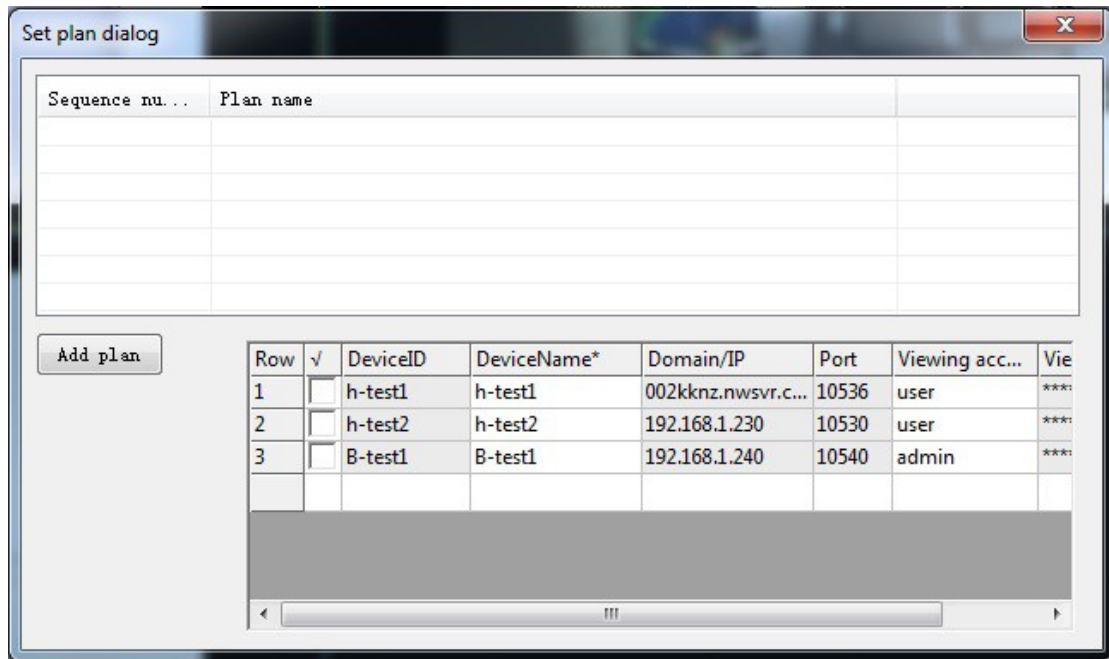 Set plan dialog
Sequence nu... Plan name
Add plan
Row √ DeviceID DeviceName* Domain/IP Port Viewing acc... Vie
1 h-test1 h-test1 002kknz.nwsvr.c... 10536 user ***
2 h-test2 h-test2 192.168.1.230 10530 user ***
3 B-test1 B-test1 192.168.1.240 10540 admin ***